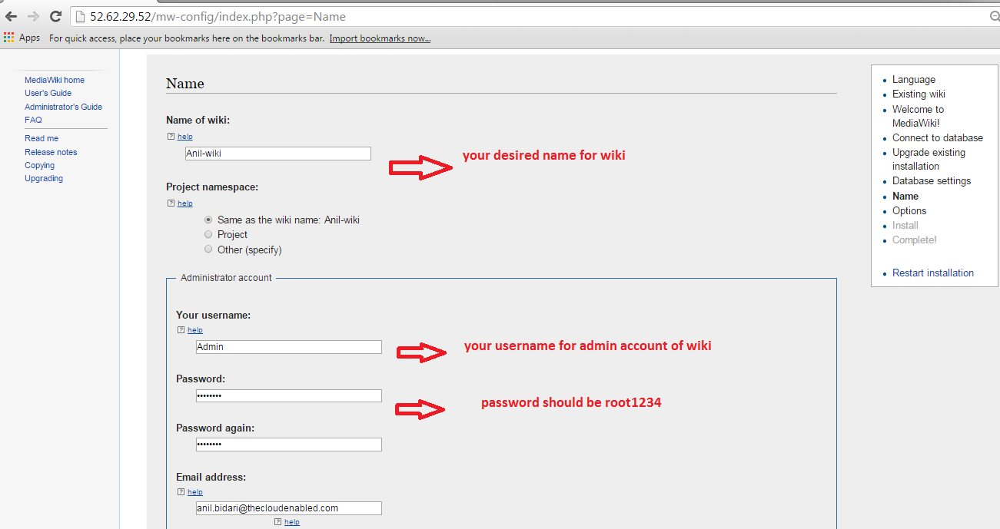 52.62.29.52/mw-config/index.php?page=Name
Apps For quick access, place your bookmarks here on the bookmarks bar. Import bookmarks now...
MediaWiki home
User's Guide
Administrator's Guide
FAQ
Read me
Release notes
Copying
Upgrading
Name
Name of wiki:
? help
Anil-wiki
your desired name for wiki
Project namespace:
? help
Same as the wiki name: Anil-wiki
Project
Other (specify)
Administrator account
Your username:
? help
Admin
your username for admin account of wiki
Password:
••••••••
password should be root1234
Password again:
••••••••
Email address:
? help
anil.bidari@thecloudenabled.com
? help
Language
Existing wiki
Welcome to
MediaWiki!
Connect to database
Upgrade existing
installation
Database settings
Name
Options
Install
Complete!
Restart installation